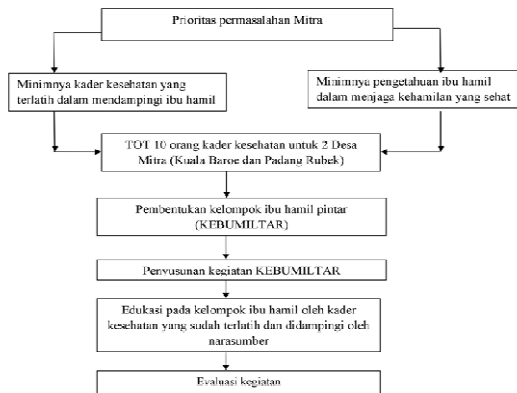 Prioritas permasalahan Mitra
Minimnya kader kesehatan yang
terlatih dalam mendampingi ibu hamil
Minimnya pengetahuan ibu hamil
dalam menjaga kehamilan yang sehat
TOT 10 orang kader kesehatan untuk 2 Desa
Mitra (Kuala Baroe dan Padang Rubek)
Pembentukan kelompok ibu hamil pintar
(KEBUMILTAR)
Penyusunan kegiatan KEBUMILTAR
Edukasi pada kelompok ibu hamil oleh kader
kesehatan yang sudah terlatih dan didampingi oleh
narasumber
Evaluasi kegiatan